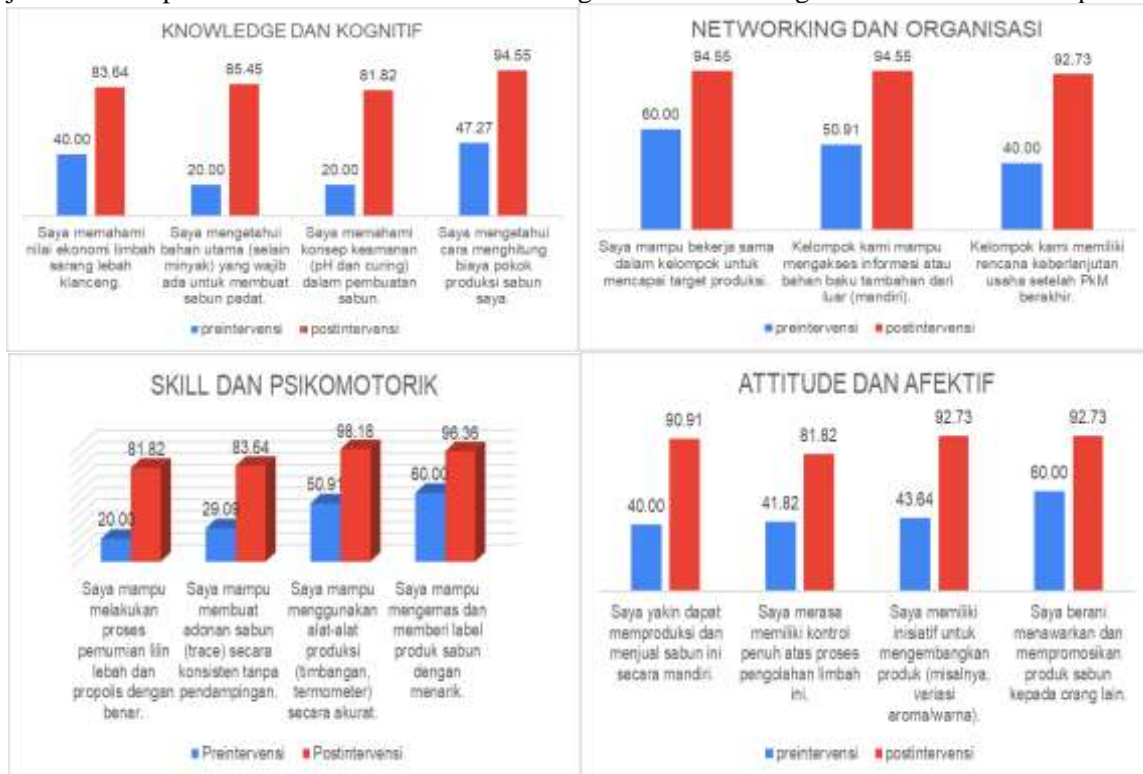 KNOWLEDGE DAN KOGNITIF
40.00 83.64 20.00 85.45 20.00 81.82 47.27 94.55
Saya memahami
nilai ekonomi limbah
sarang lebah
klanceng.
Saya mengetahui
bahan utama (selain
minyak) yang wajib
ada untuk membuat
sabun padat.
Saya memahami
konsep keamanan
(pH dan curing)
dalam pembuatan
sabun.
Saya mengetahui
cara menghitung
biaya pokok
produksi sabun
saya.
preintervensi postintervensi
NETWORKING DAN ORGANISASI
60.00 94.55 50.91 94.55 40.00 92.73
Saya mampu bekerja sama
dalam kelompok untuk
mencapai target produksi.
Kelompok kami mampu
mengakses informasi atau
bahan baku tambahan dari
luar (mandiri).
Kelompok kami memiliki
rencana keberlanjutan
usaha setelah PkM
berakhir.
preintervensi postintervensi
SKILL DAN PSIKOMOTORIK
20.00 81.82 29.09 83.64 50.91 98.18 60.00 96.36
Saya mampu
melakukan
proses
pemurnian lilin
lebah dan
propolis dengan
benar.
Saya mampu
membuat
adonan sabun
(trace) secara
konsisten tanpa
pendampingan.
Saya mampu
menggunakan
alat-alat
produksi
(timbangan,
termometer)
secara akurat.
Saya mampu
mengemas dan
memberi label
produk sabun
dengan
menarik.
Preintervensi Postintervensi
ATTITUDE DAN AFEKTIF
40.00 90.91 41.82 81.82 43.64 92.73 60.00 92.73
Saya yakin dapat
memproduksi dan
menjual sabun ini
secara mandiri.
Saya merasa
memiliki kontrol
penuh atas proses
pengolahan limbah
ini.
Saya memiliki
inisiatif untuk
mengembangkan
produk (misalnya,
variasi
aroma/warna).
Saya berani
menawarkan dan
mempromosikan
produk sabun
kepada orang lain.
preintervensi postintervensi